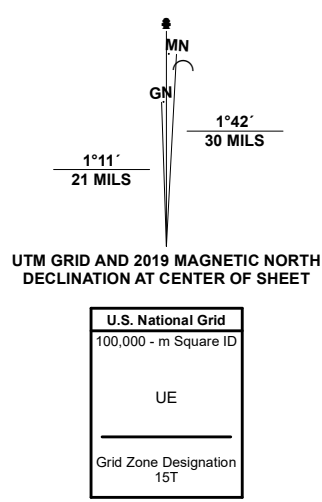 MN
GN
1°42´
30 MILS
1°11´
21 MILS
UTM GRID AND 2019 MAGNETIC NORTH
DECLINATION AT CENTER OF SHEET
U.S. National Grid
100,000 - m Square ID
UE
Grid Zone Designation
15T